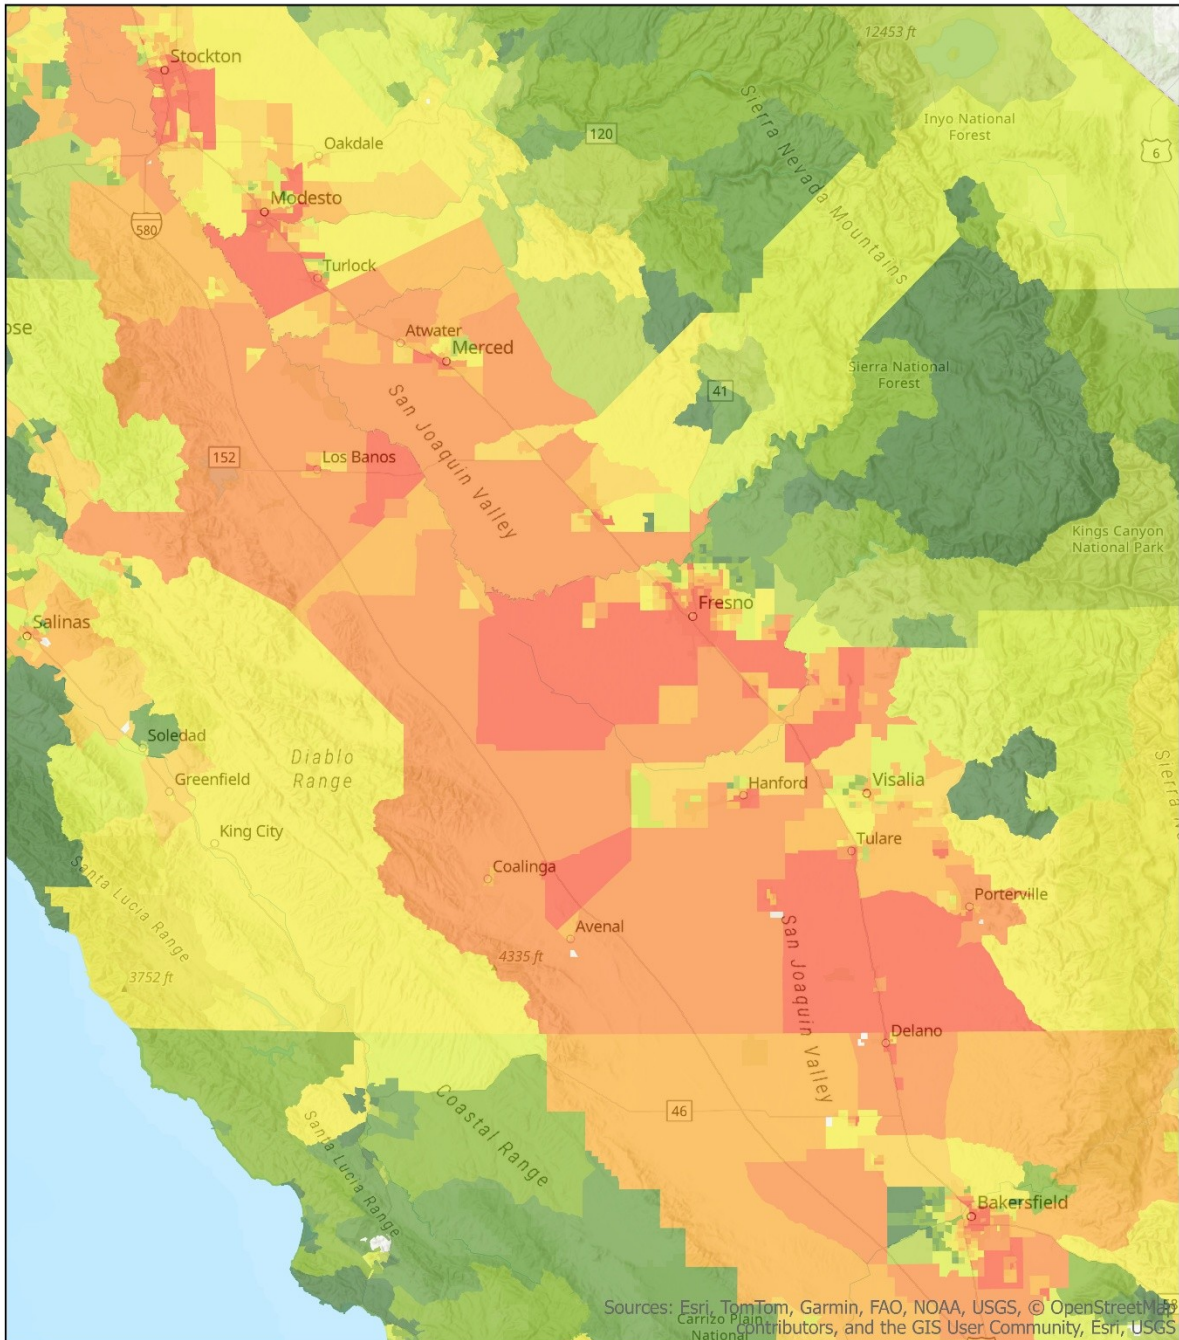 12453 ft
Stockton
120
Inyo National
Forest
6
Oakdale
Sierra Nevada Mountains
Modesto
580
Turlock
ose
Atwater
Merced
Sierra National
Forest
41
San Joaquin Valley
152
Los Banos
Kings Canyon
National Park
Fresno
Salinas
Soledad
Diablo
Range
Greenfield
Hanford
Visalia
Sierra
King City
Tulare
Coalinga
Santa Lucia Range
Porterville
Avenal
San Joaquin Valley
4335 ft
3752 ft
Delano
Coastal Range
46
Santa Lucia Range
Bakersfield
Sources: Esri, TomTom, Garmin, FAO, NOAA, USGS, © OpenStreetMap
contributors, and the GIS User Community, Esri, USGS
Carrizo Plain
National